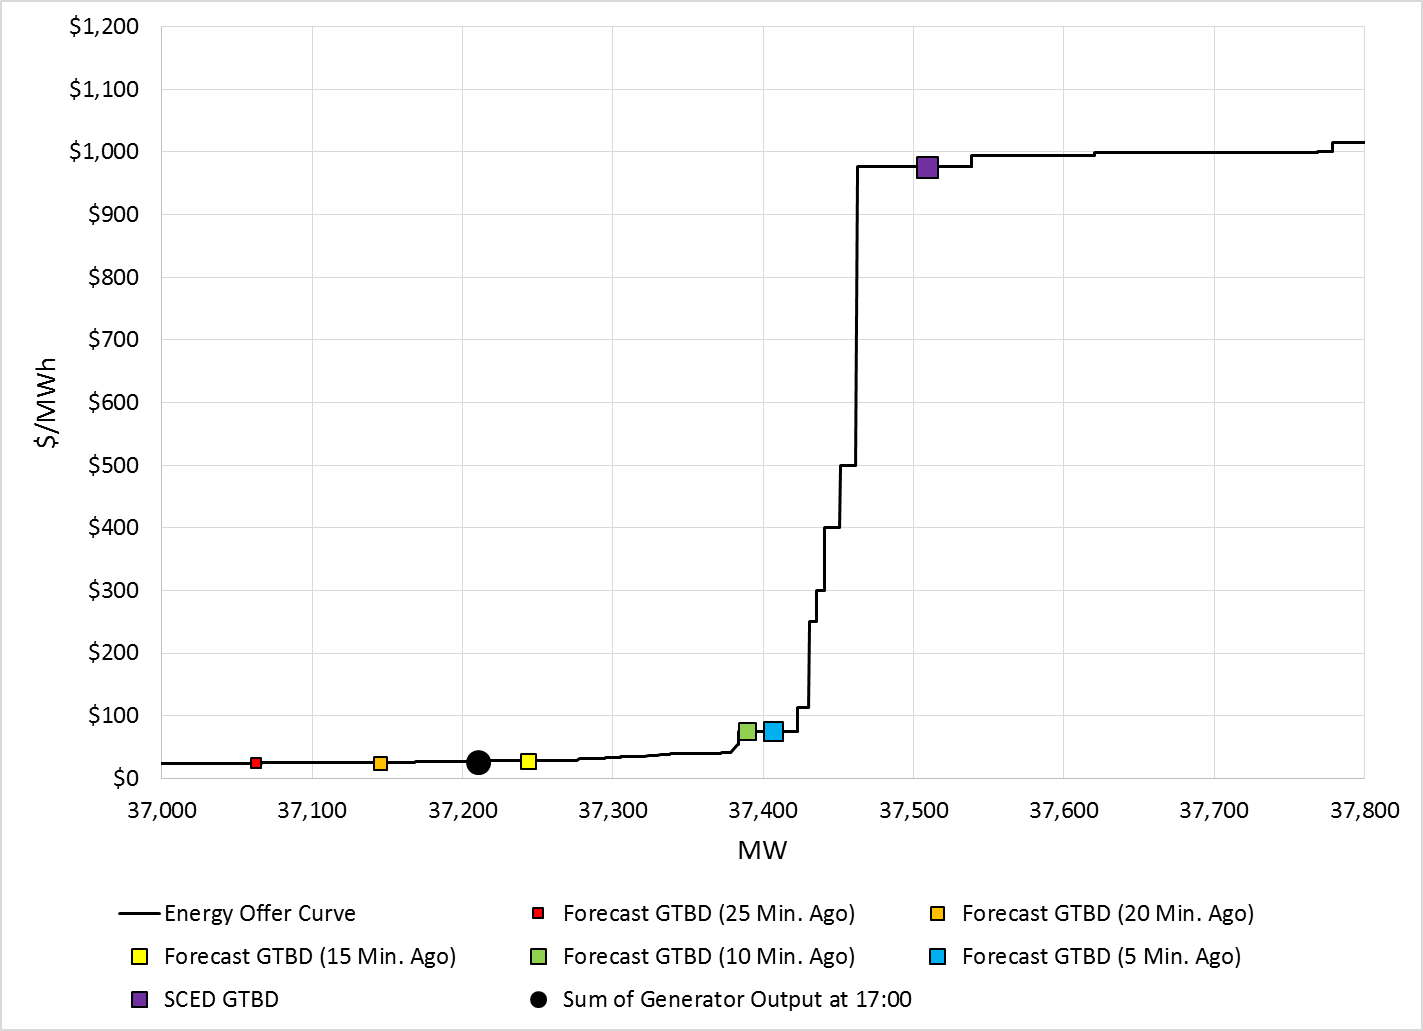 $1,200
$1,100
$1,000
$900
$800
$700
$600
$500
$400
$300
$200
$100
$0
$/MWh
37,000 37,100 37,200 37,300 37,400 37,500 37,600 37,700 37,800
MW
Energy Offer Curve Forecast GTBD (25 Min. Ago) Forecast GTBD (20 Min. Ago)
Forecast GTBD (15 Min. Ago) Forecast GTBD (10 Min. Ago) Forecast GTBD (5 Min. Ago)
SCED GTBD Sum of Generator Output at 17:00